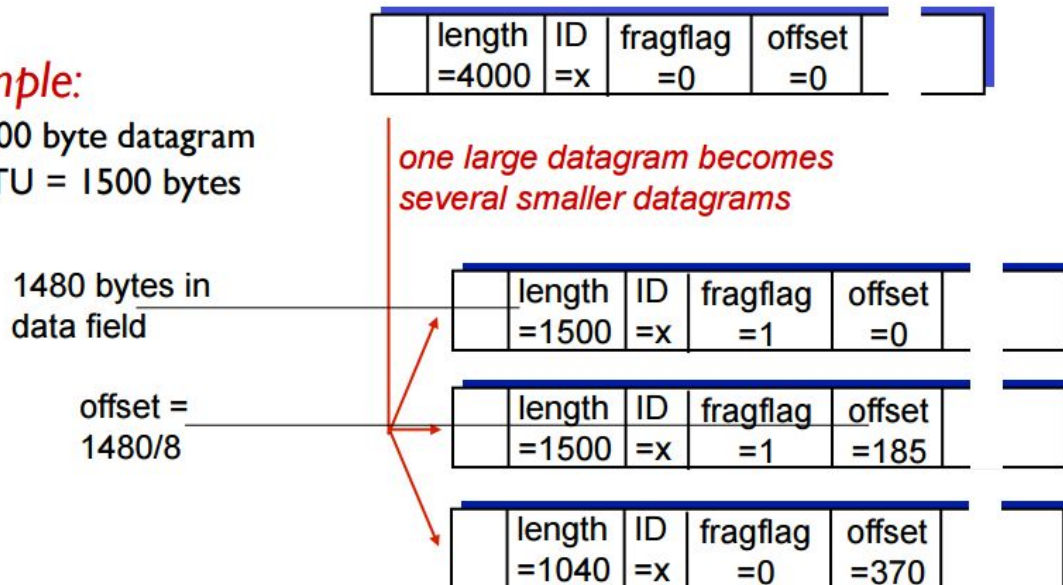 length ID fragflag offset
=4000 =x =0 =0
mple:
00 byte datagram
TU = 1500 bytes
one large datagram becomes
several smaller datagrams
1480 bytes in
data field
length ID fragflag offset
=1500 =x =1 =0
offset =
1480/8
length ID fragflag offset
=1500 =x =1 =185
length ID fragflag offset
=1040 =x =0 =370